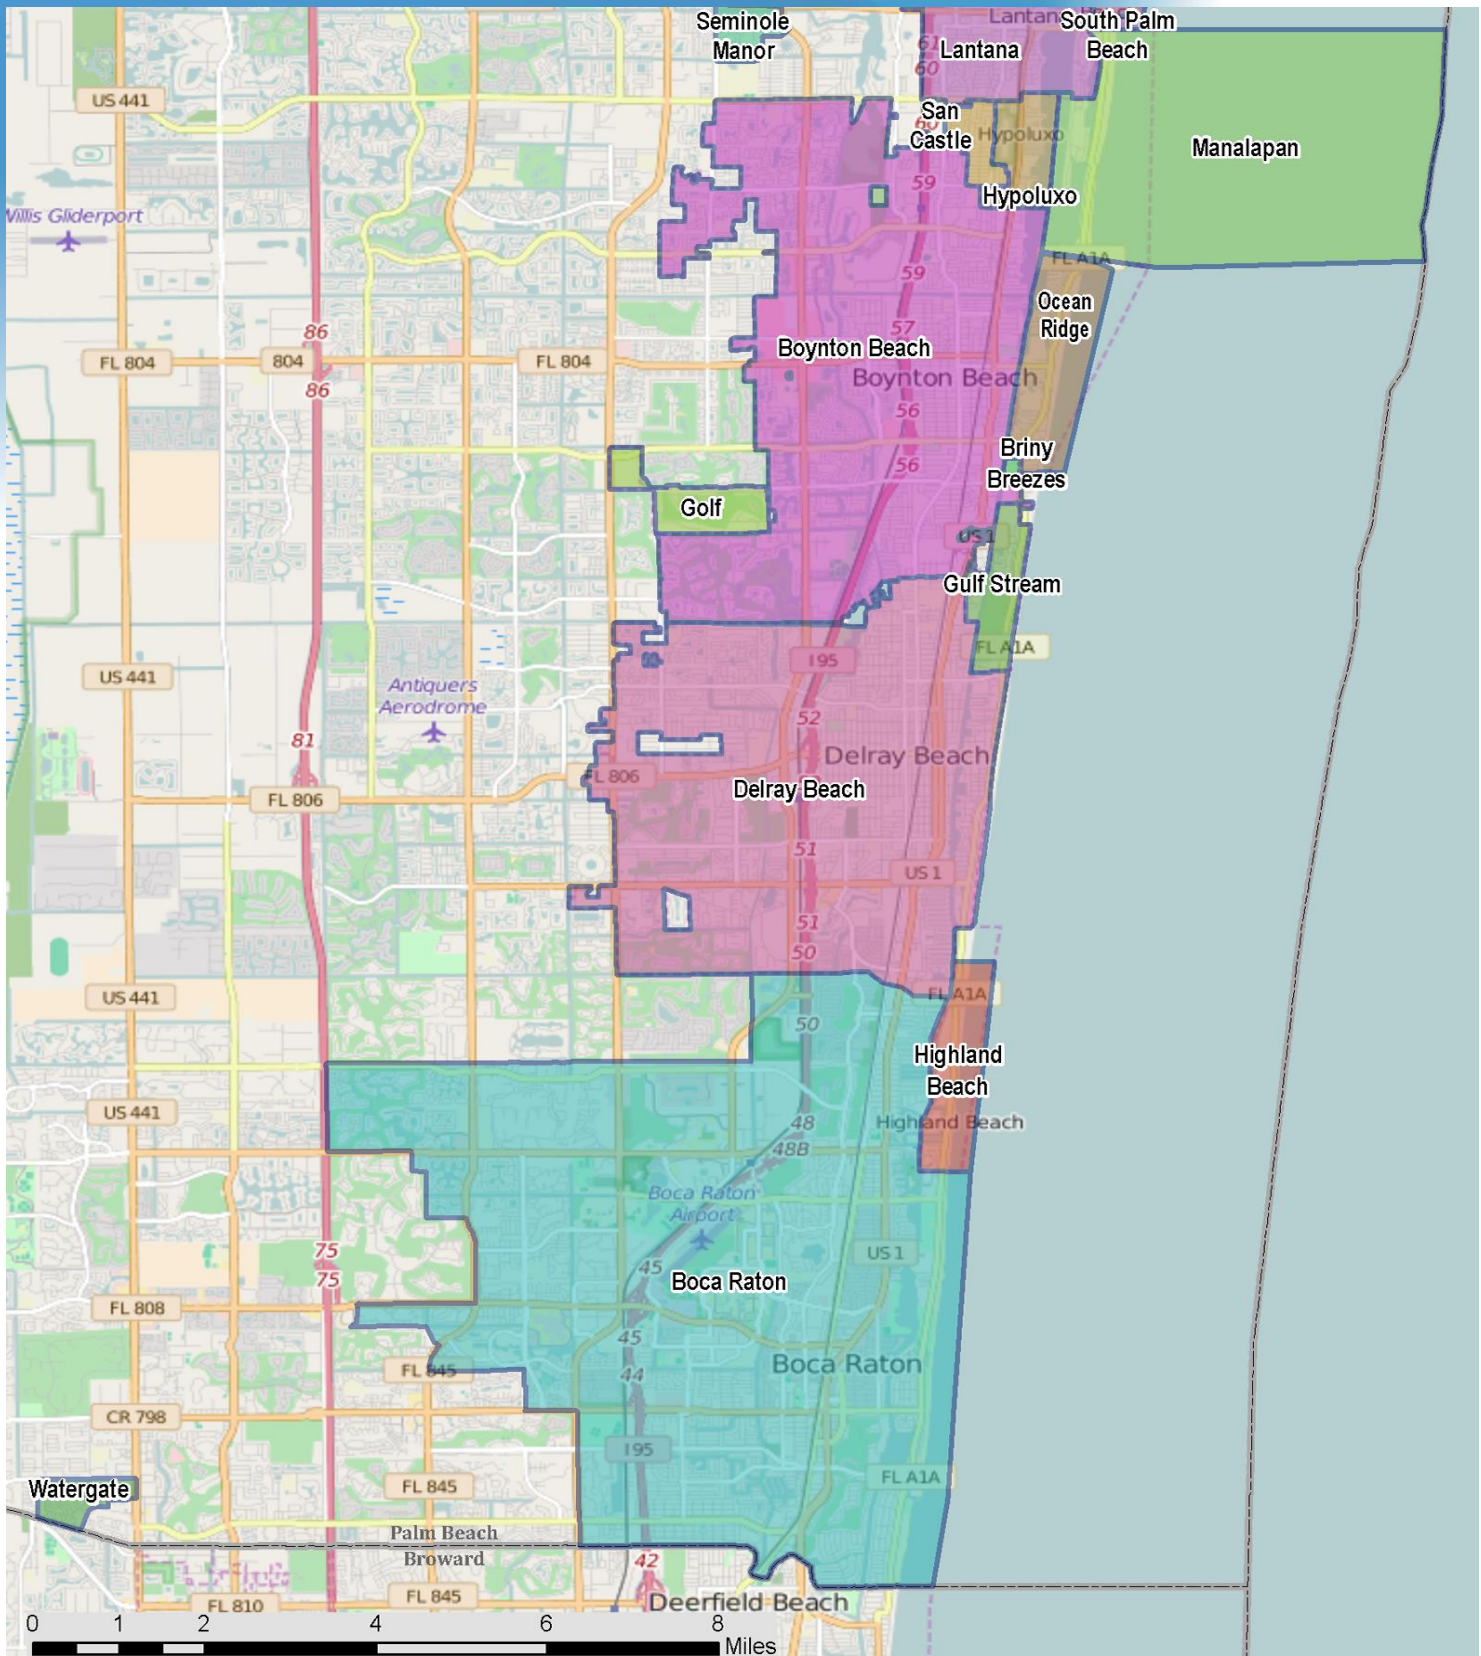 Seminole
Manor
Lantana
South Palm
Beach
61
Lantana
60
US 441
San
Castle
60
Hypoluxo
Manalapan
59
Hypoluxo
Willis Gliderport
FL A1A
59
Ocean
Ridge
86
57
Boynton Beach
FL 804
804
FL 804
Boynton Beach
86
56
Briny
Breezes
56
Golf
US 1
Gulf Stream
FL A1A
I 95
US 441
Antiquers
Aerodrome
52
81
Delray Beach
FL 806
Delray Beach
FL 806
51
US 1
51
50
US 441
FL A1A
50
Highland
Beach
US 441
48
Highland Beach
48B
Boca Raton
Airport
75
US 1
75
45
Boca Raton
FL 808
45
Boca Raton
FL 845
44
CR 798
I 95
FL A1A
Watergate
FL 845
Palm Beach
Broward
42
FL 845
FL 810
Deerfield Beach
0 1 2 4 6 8
Miles